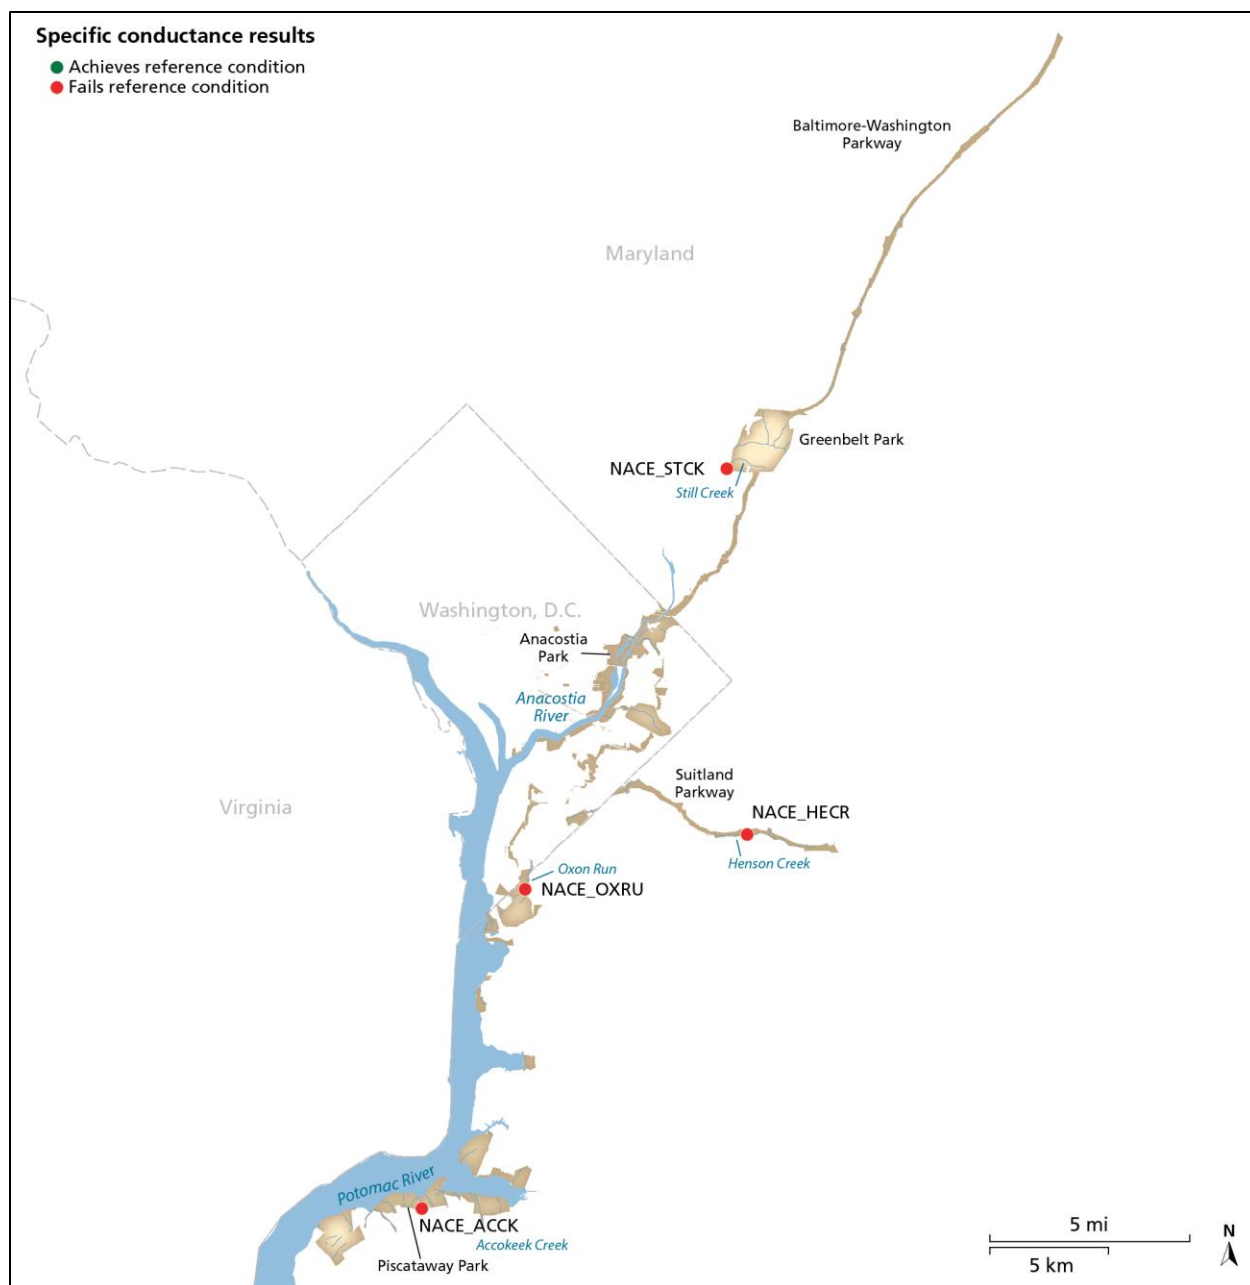 Specific conductance results
Achieves reference condition
Fails reference condition
Baltimore-Washington
Parkway
Maryland
Greenbelt Park
NACE_STCK
Still Creek
Washington, D.C.
Anacostia
Park
Anacostia
River
Suitland
Parkway
Virginia
NACE_HECR
Henson Creek
Oxon Run
NACE_OXRU
Potomac River
NACE_ACCK
Accokeek Creek
Piscataway Park
5 mi
5 km
N